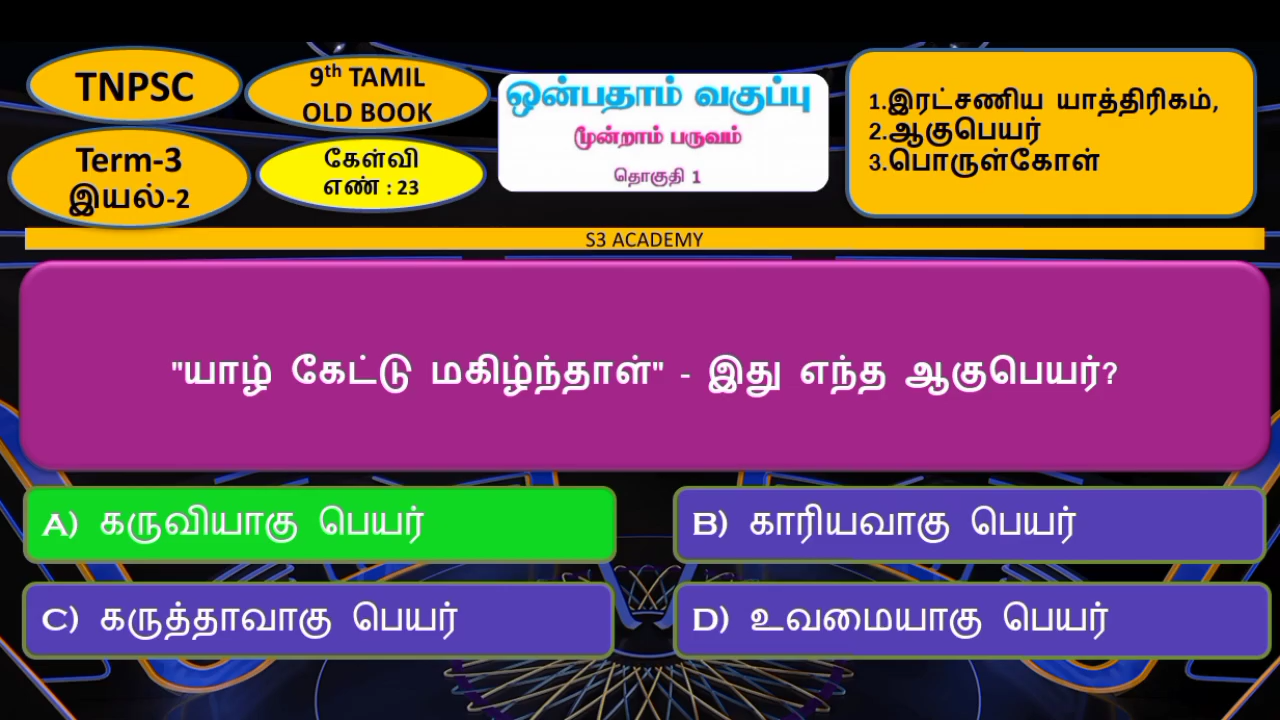 TNPSC
9th TAMIL
OLD BOOK
Term-3
இயல்-2
கேள்வி
எண் : 23
ஒன்பதாம் வகுப்பு
மூன்றாம் பருவம்
தொகுதி 1
1.இரட்சணிய யாத்திரிகம்,
2.ஆகுபெயர்
3.பொருள்கோள்
S3 ACADEMY
"யாழ் கேட்டு மகிழ்ந்தாள்" - இது எந்த ஆகுபெயர்?
A) கருவியாகு பெயர்
B) காரியவாகு பெயர்
C) கருத்தாவாகு பெயர்
D) உவமையாகு பெயர்